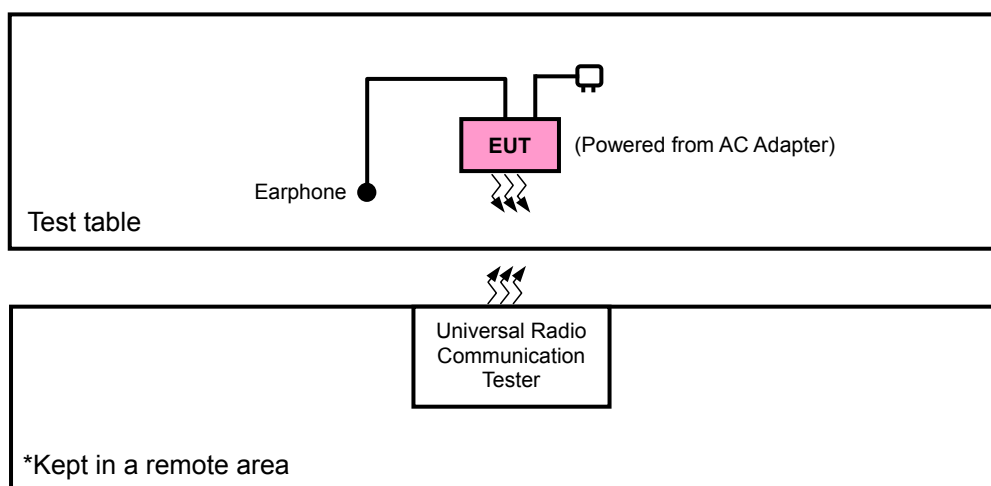 EUT
(Powered from AC Adapter)
Earphone
Test table
Universal Radio
Communication
Tester
*Kept in a remote area